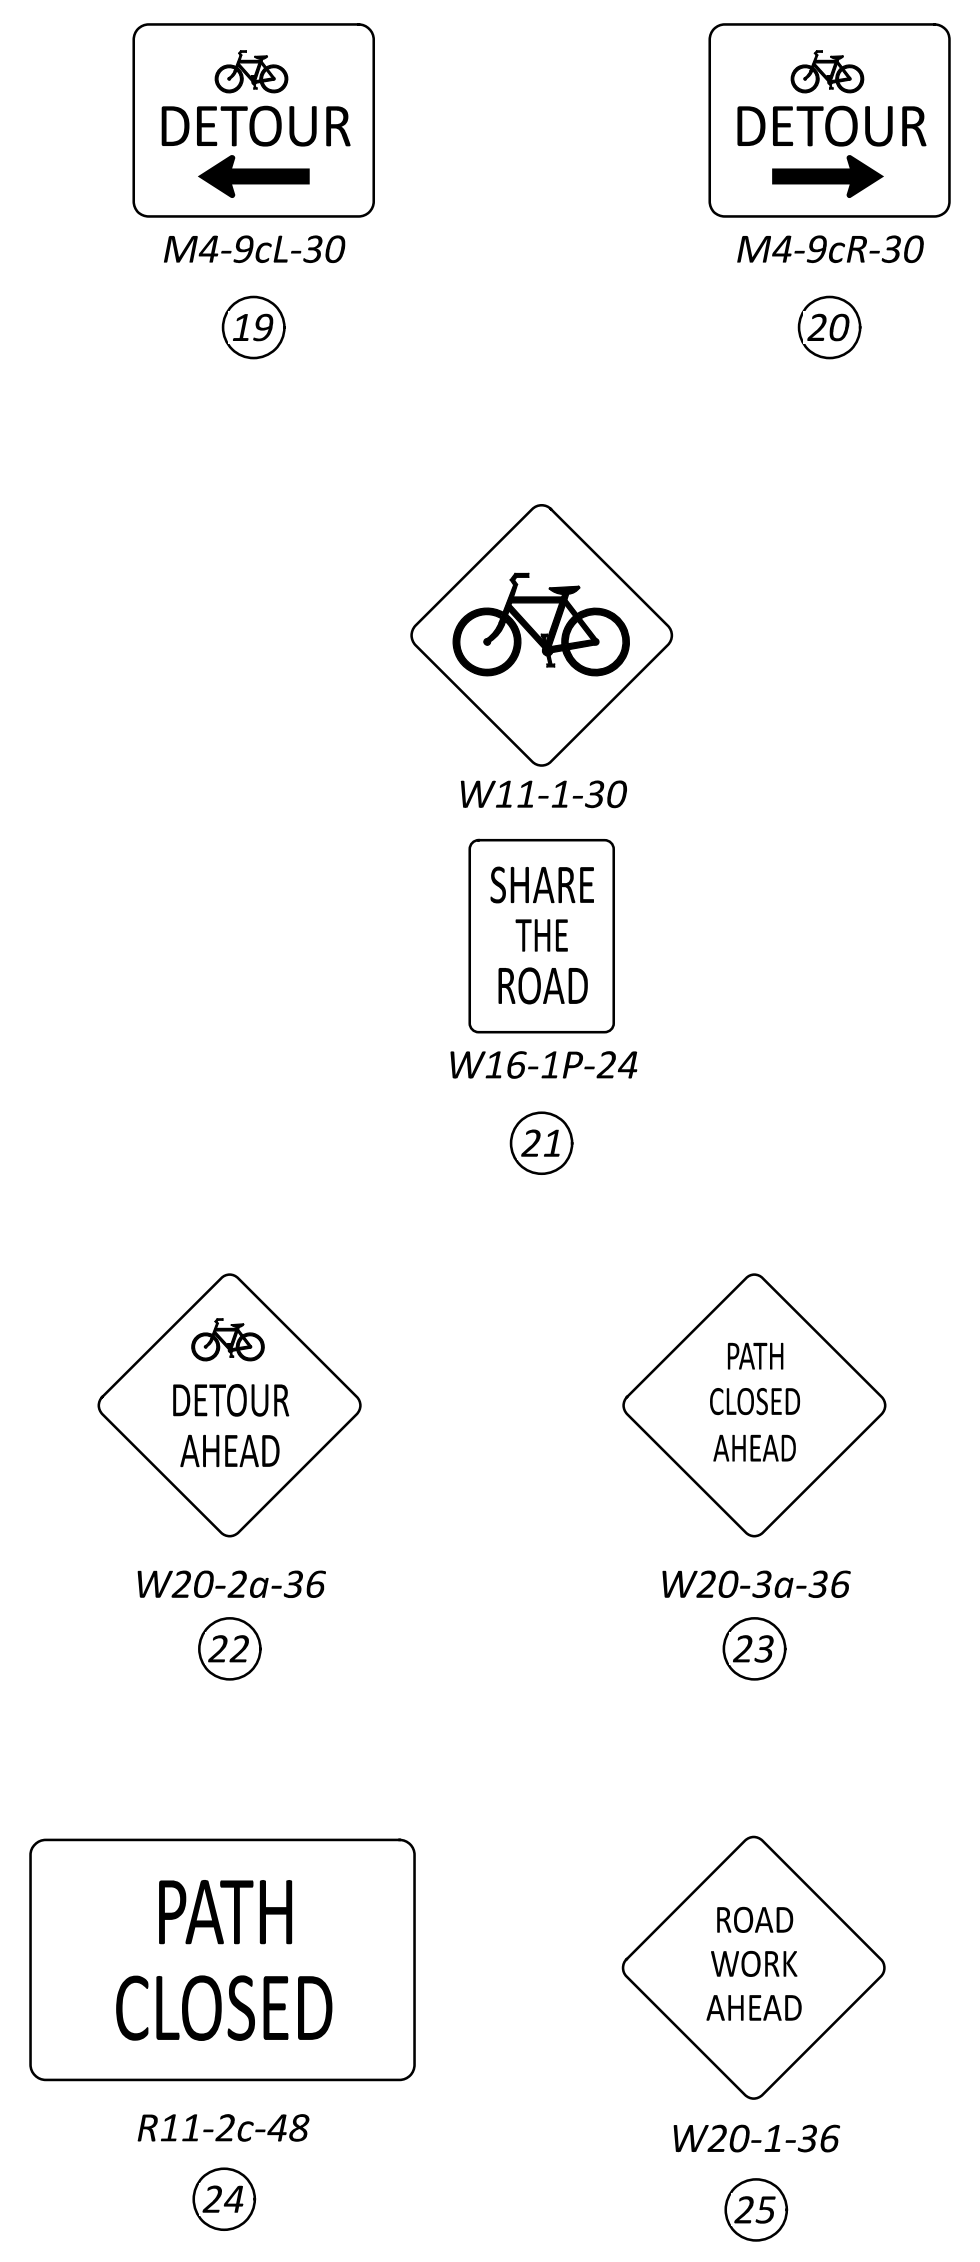 DETOUR
M4-9cL-30
19
DETOUR
M4-9cR-30
20
W11-1-30
SHARE
THE
ROAD
W16-1P-24
21
DETOUR
AHEAD
W20-2a-36
22
PATH
CLOSED
AHEAD
W20-3a-36
23
PATH
CLOSED
R11-2c-48
24
ROAD
WORK
AHEAD
W20-1-36
25